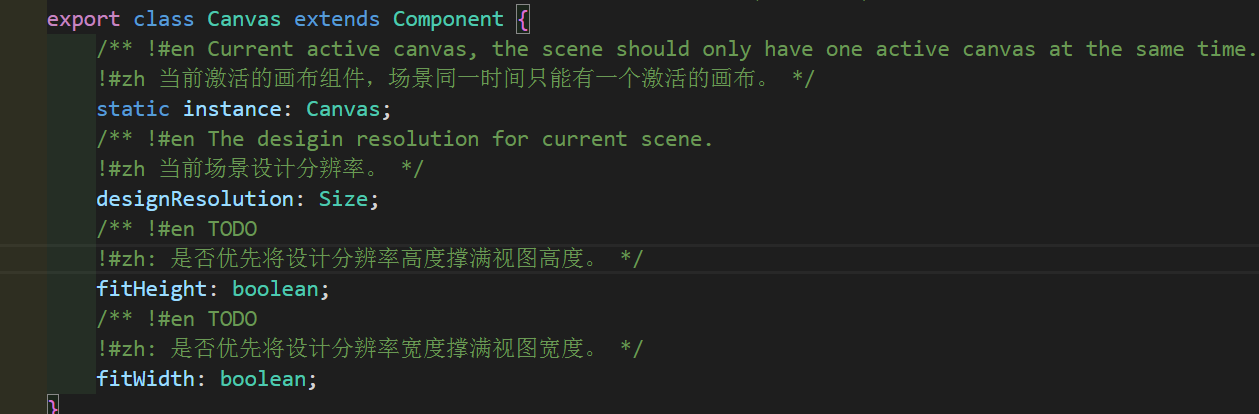 export class Canvas extends Component {
/** !#en Current active canvas, the scene should only have one active canvas at the same time.
!#zh 当前激活的画布组件，场景同一时间只能有一个激活的画布。 */
static instance: Canvas;
/** !#en The desigin resolution for current scene.
!#zh 当前场景设计分辨率。 */
designResolution: Size;
/** !#en TODO
!#zh: 是否优先将设计分辨率高度撑满视图高度。 */
fitHeight: boolean;
/** !#en TODO
!#zh: 是否优先将设计分辨率宽度撑满视图宽度。 */
fitWidth: boolean;
}